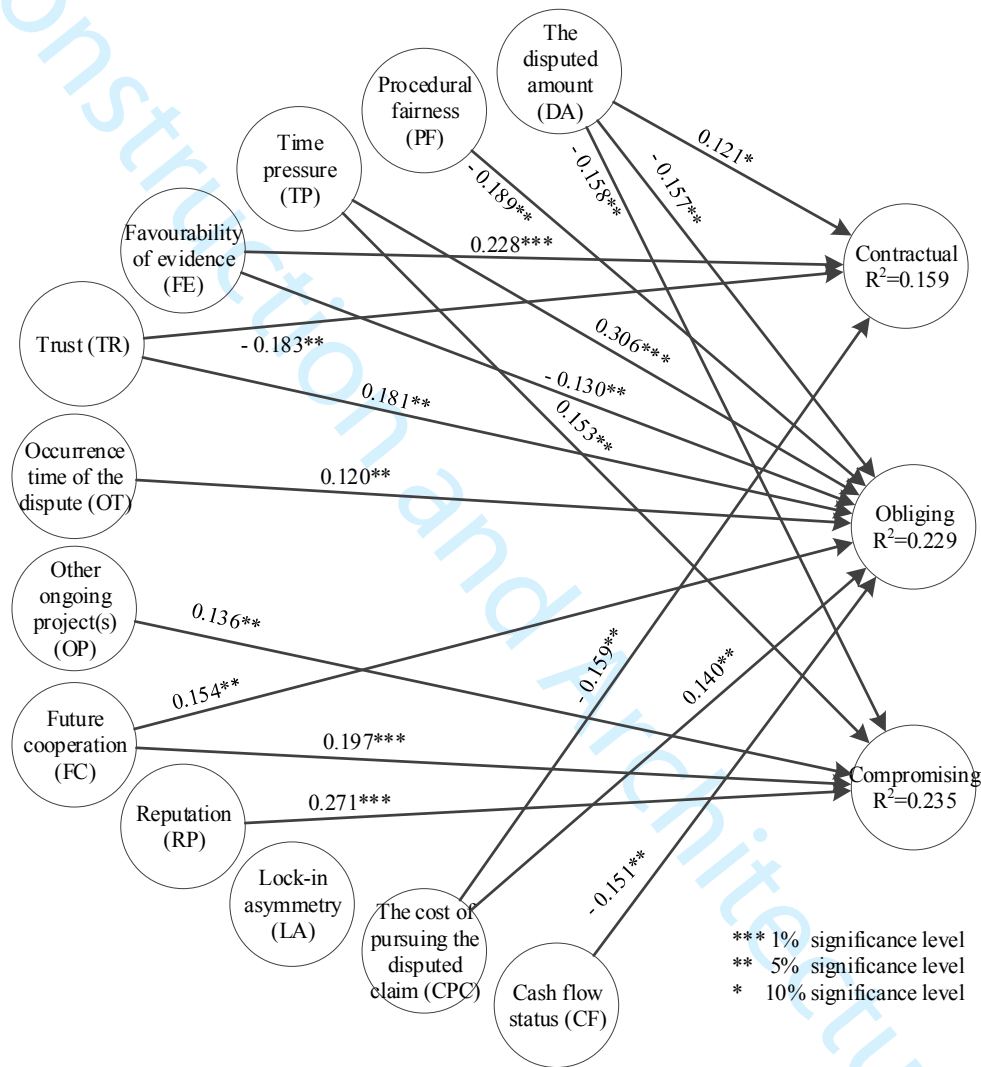 The
disputed
amount
(DA)
Procedural
fairness
(PF)
Time
pressure
(TP)
Favourability
of evidence
(FE)
Trust (TR)
Occurrence
time of the
dispute (OT)
Other
ongoing
project(s)
(OP)
Future
cooperation
(FC)
Reputation
(RP)
Lock-in
asymmetry
(LA)
The cost of
pursuing the
disputed
claim (CPC)
Cash flow
status (CF)
0.121*
- 0.157**
- 0.158**
- 0.189**
0.228***
0.306***
- 0.183**
- 0.130**
0.153**
0.181**
0.120**
0.136**
0.154**
0.197***
0.271***
- 0.159**
0.140**
- 0.151**
Contractual
R²=0.159
Obliging
R²=0.229
Compromising
R²=0.235
*** 1% significance level
** 5% significance level
* 10% significance level
onstruction and Architectu